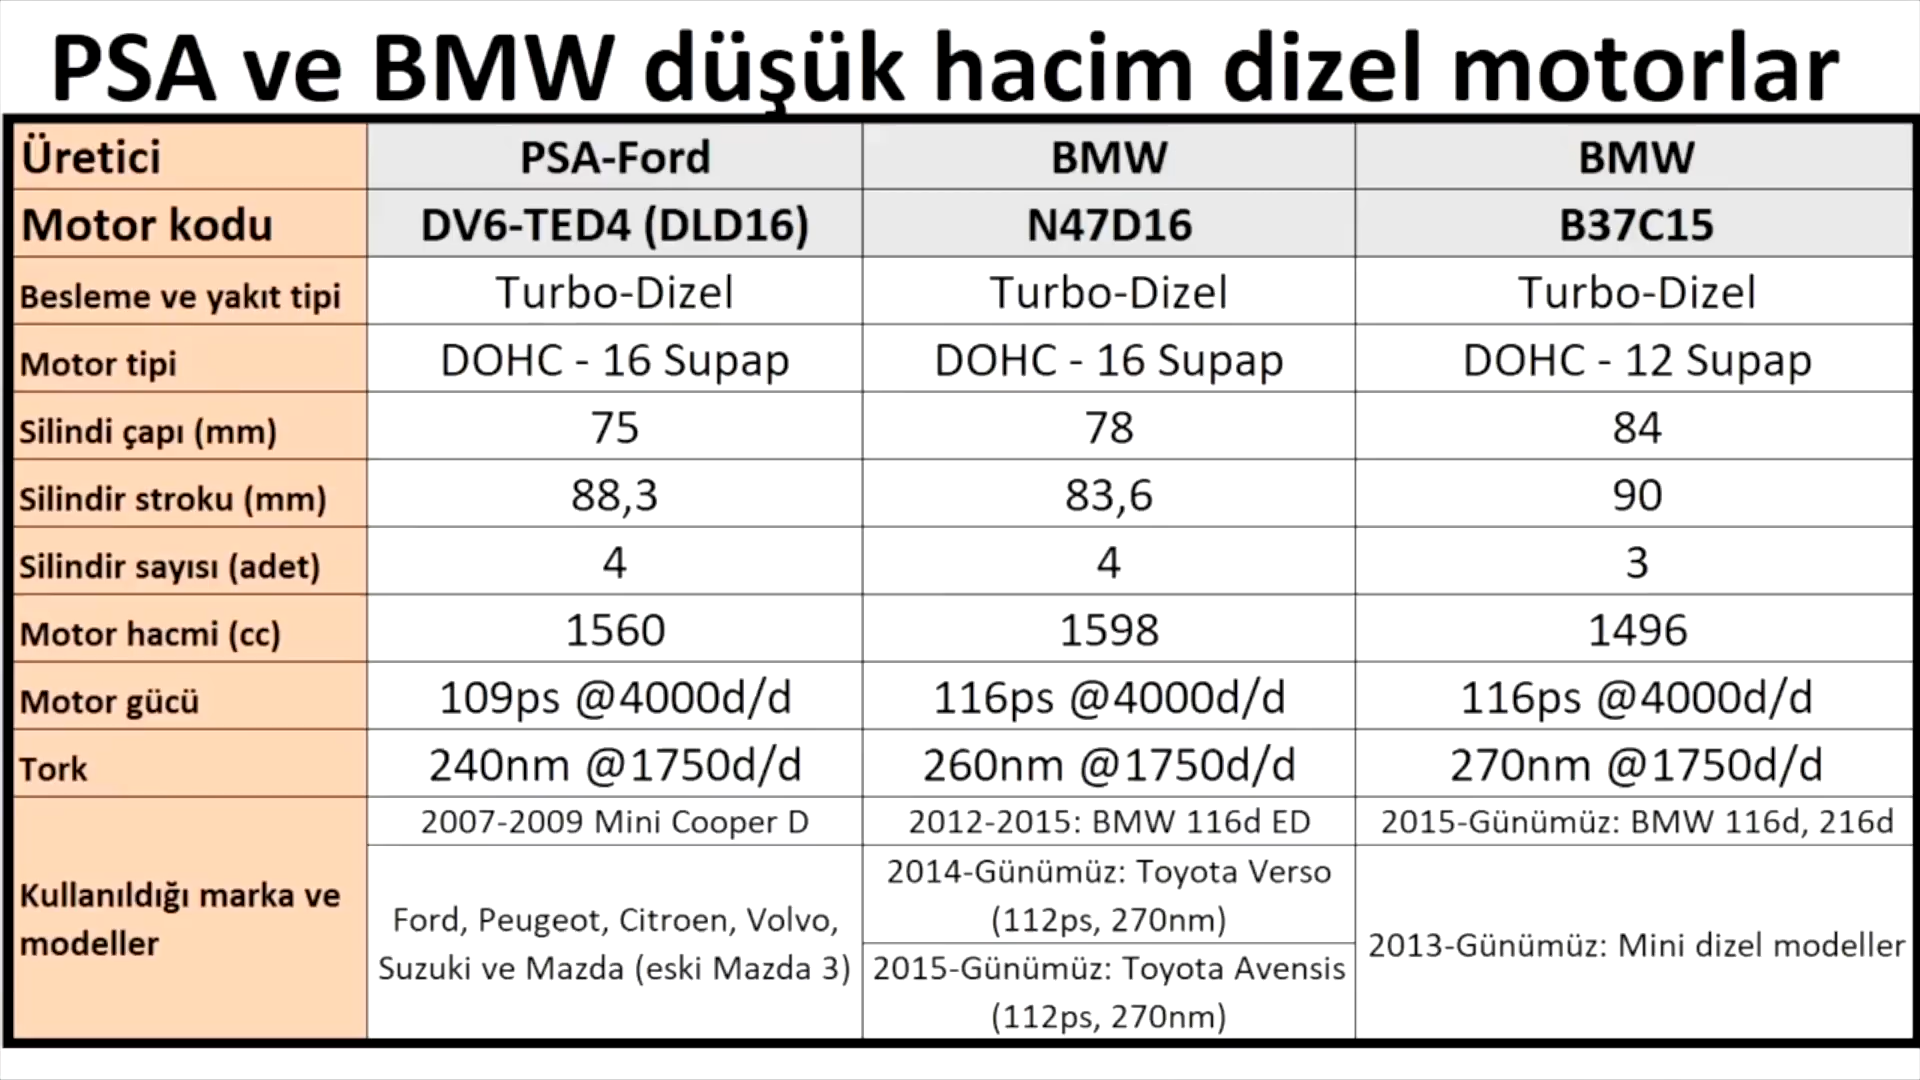 PSA ve BMW düşük hacim dizel motorlar
Üretici PSA-Ford BMW BMW
Motor kodu DV6-TED4 (DLD16) N47D16 B37C15
Besleme ve yakıt tipi Turbo-Dizel Turbo-Dizel Turbo-Dizel
Motor tipi DOHC - 16 Supap DOHC - 16 Supap DOHC - 12 Supap
Silindi çapı (mm) 75 78 84
Silindir stroku (mm) 88,3 83,6 90
Silindir sayısı (adet) 4 4 3
Motor hacmi (cc) 1560 1598 1496
Motor gücü 109ps @4000d/d 116ps @4000d/d 116ps @4000d/d
Tork 240nm @1750d/d 260nm @1750d/d 270nm @1750d/d
Kullanıldığı marka ve
modeller
2007-2009 Mini Cooper D
Ford, Peugeot, Citroen, Volvo,
Suzuki ve Mazda (eski Mazda 3)
2012-2015: BMW 116d ED
2014-Günümüz: Toyota Verso
(112ps, 270nm)
2015-Günümüz: Toyota Avensis
(112ps, 270nm)
2015-Günümüz: BMW 116d, 216d
2013-Günümüz: Mini dizel modeller